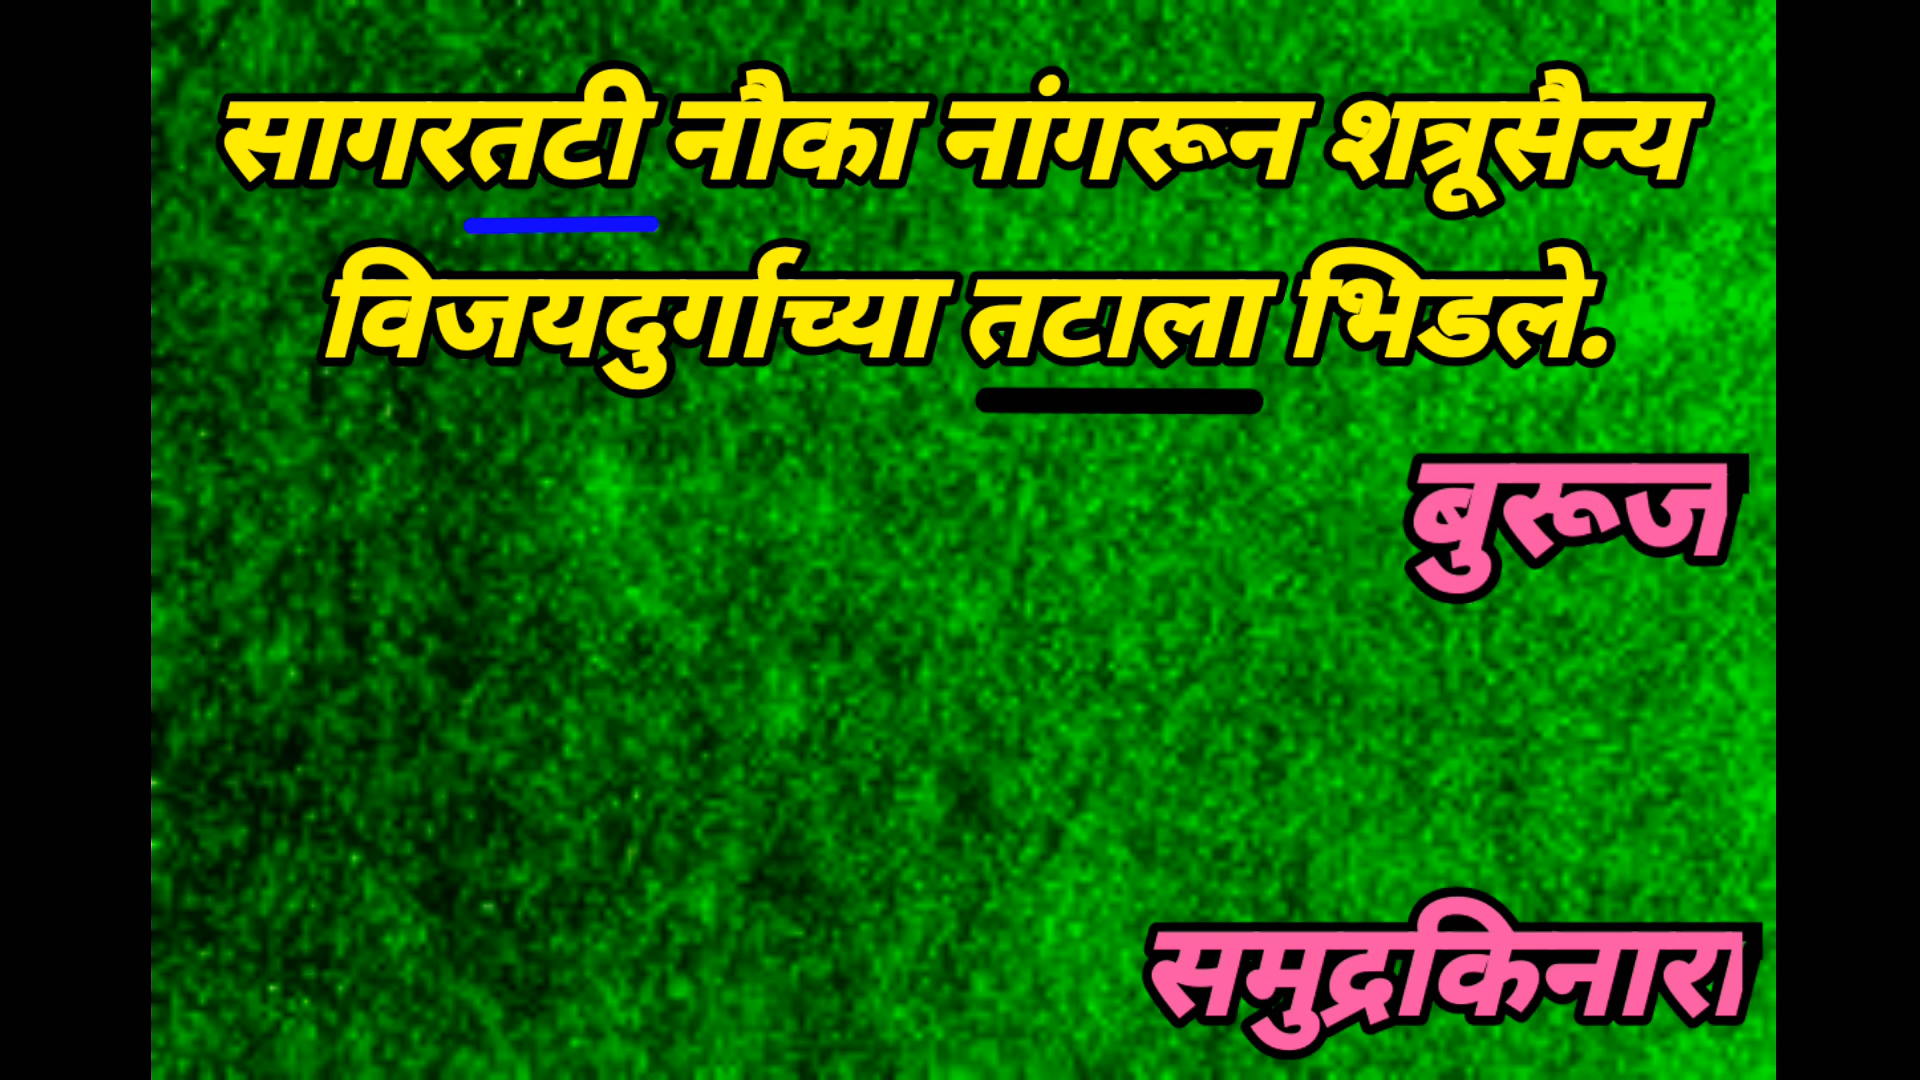 सागरतटी नौका नांगरून शत्रूसैन्य
विजयदुर्गाच्या तटाला भिडले.
बुरूज
समुद्रकिनारा